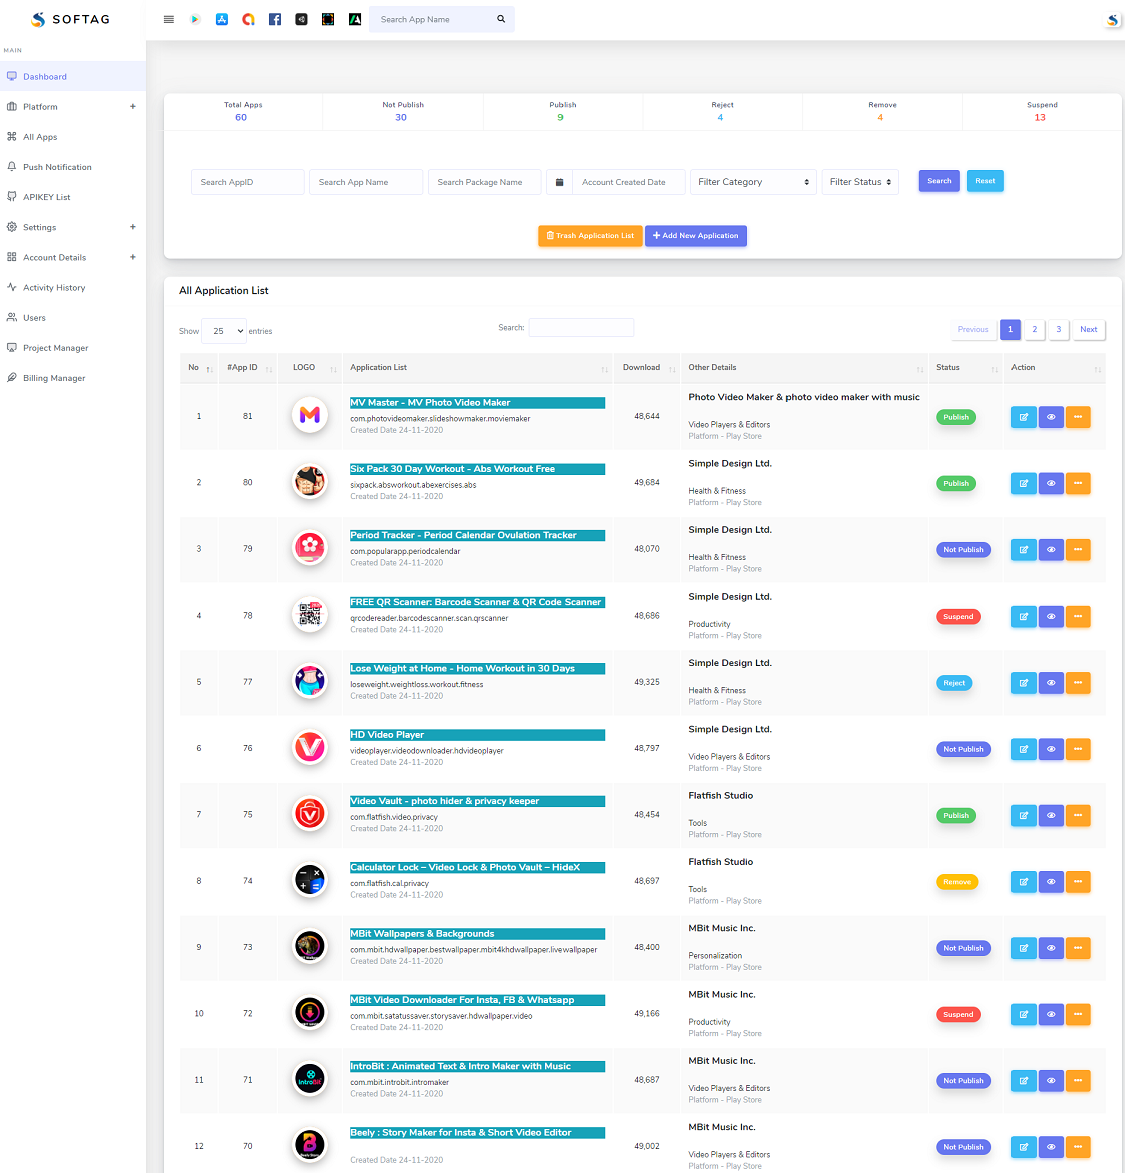 SOFTAG
Search App Name
MAIN
Dashboard
Platform +
All Apps
Push Notification
APIKEY List
Settings +
Account Details +
Activity History
Users
Project Manager
Billing Manager
Total Apps Not Publish Publish Reject Remove Suspend
60 30 9 4 4 13
Search AppID Search App Name Search Package Name Account Created Date Filter Category Filter Status Search Reset
Trash Application List + Add New Application
All Application List
Show 25 entries Search: Previous 1 2 3 Next
No #App ID LOGO Application List Download Other Details Status Action
1 81 MV Master - MV Photo Video Maker
com.photovideomaker.slideshowmaker.moviemaker
Created Date 24-11-2020
48,644 Photo Video Maker & photo video maker with music
Video Players & Editors
Platform - Play Store
Publish
2 80 Six Pack 30 Day Workout - Abs Workout Free
sixpack.absworkout.abexercises.abs
Created Date 24-11-2020
49,684 Simple Design Ltd.
Health & Fitness
Platform - Play Store
Publish
3 79 Period Tracker - Period Calendar Ovulation Tracker
com.popularapp.periodcalendar
Created Date 24-11-2020
48,070 Simple Design Ltd.
Health & Fitness
Platform - Play Store
Not Publish
4 78 FREE QR Scanner: Barcode Scanner & QR Code Scanner
qrcodereader.barcodescanner.scan.qrscanner
Created Date 24-11-2020
48,686 Simple Design Ltd.
Productivity
Platform - Play Store
Suspend
5 77 Lose Weight at Home - Home Workout in 30 Days
loseweight.weightloss.workout.fitness
Created Date 24-11-2020
49,325 Simple Design Ltd.
Health & Fitness
Platform - Play Store
Reject
6 76 HD Video Player
videoplayer.videodownloader.hdvideoplayer
Created Date 24-11-2020
48,797 Simple Design Ltd.
Video Players & Editors
Platform - Play Store
Not Publish
7 75 Video Vault - photo hider & privacy keeper
com.flatfish.video.privacy
Created Date 24-11-2020
48,454 Flatfish Studio
Tools
Platform - Play Store
Publish
8 74 Calculator Lock – Video Lock & Photo Vault – HideX
com.flatfish.cal.privacy
Created Date 24-11-2020
48,697 Flatfish Studio
Tools
Platform - Play Store
Remove
9 73 MBit Wallpapers & Backgrounds
com.mbit.hdwallpaper.bestwallpaper.mbit4khdwallpaper.livewallpaper
Created Date 24-11-2020
48,400 MBit Music Inc.
Personalization
Platform - Play Store
Not Publish
10 72 MBit Video Downloader For Insta, FB & Whatsapp
com.mbit.satatussaver.storysaver.hdwallpaper.video
Created Date 24-11-2020
49,166 MBit Music Inc.
Productivity
Platform - Play Store
Suspend
11 71 IntroBit IntroBit : Animated Text & Intro Maker with Music
com.mbit.introbit.intromaker
Created Date 24-11-2020
48,687 MBit Music Inc.
Video Players & Editors
Platform - Play Store
Not Publish
12 70 Beely : Story Maker for Insta & Short Video Editor
Created Date 24-11-2020
49,002 MBit Music Inc.
Video Players & Editors
Platform - Play Store
Not Publish